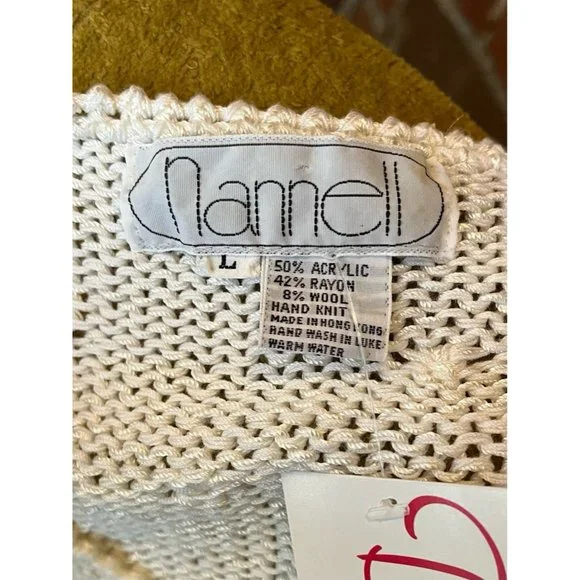 nannell
L
50% ACRYLIC
42% RAYON
8% WOOL
HAND KNIT
MADE IN HONG KONG
HAND WASH IN LUKE
WARM WATER